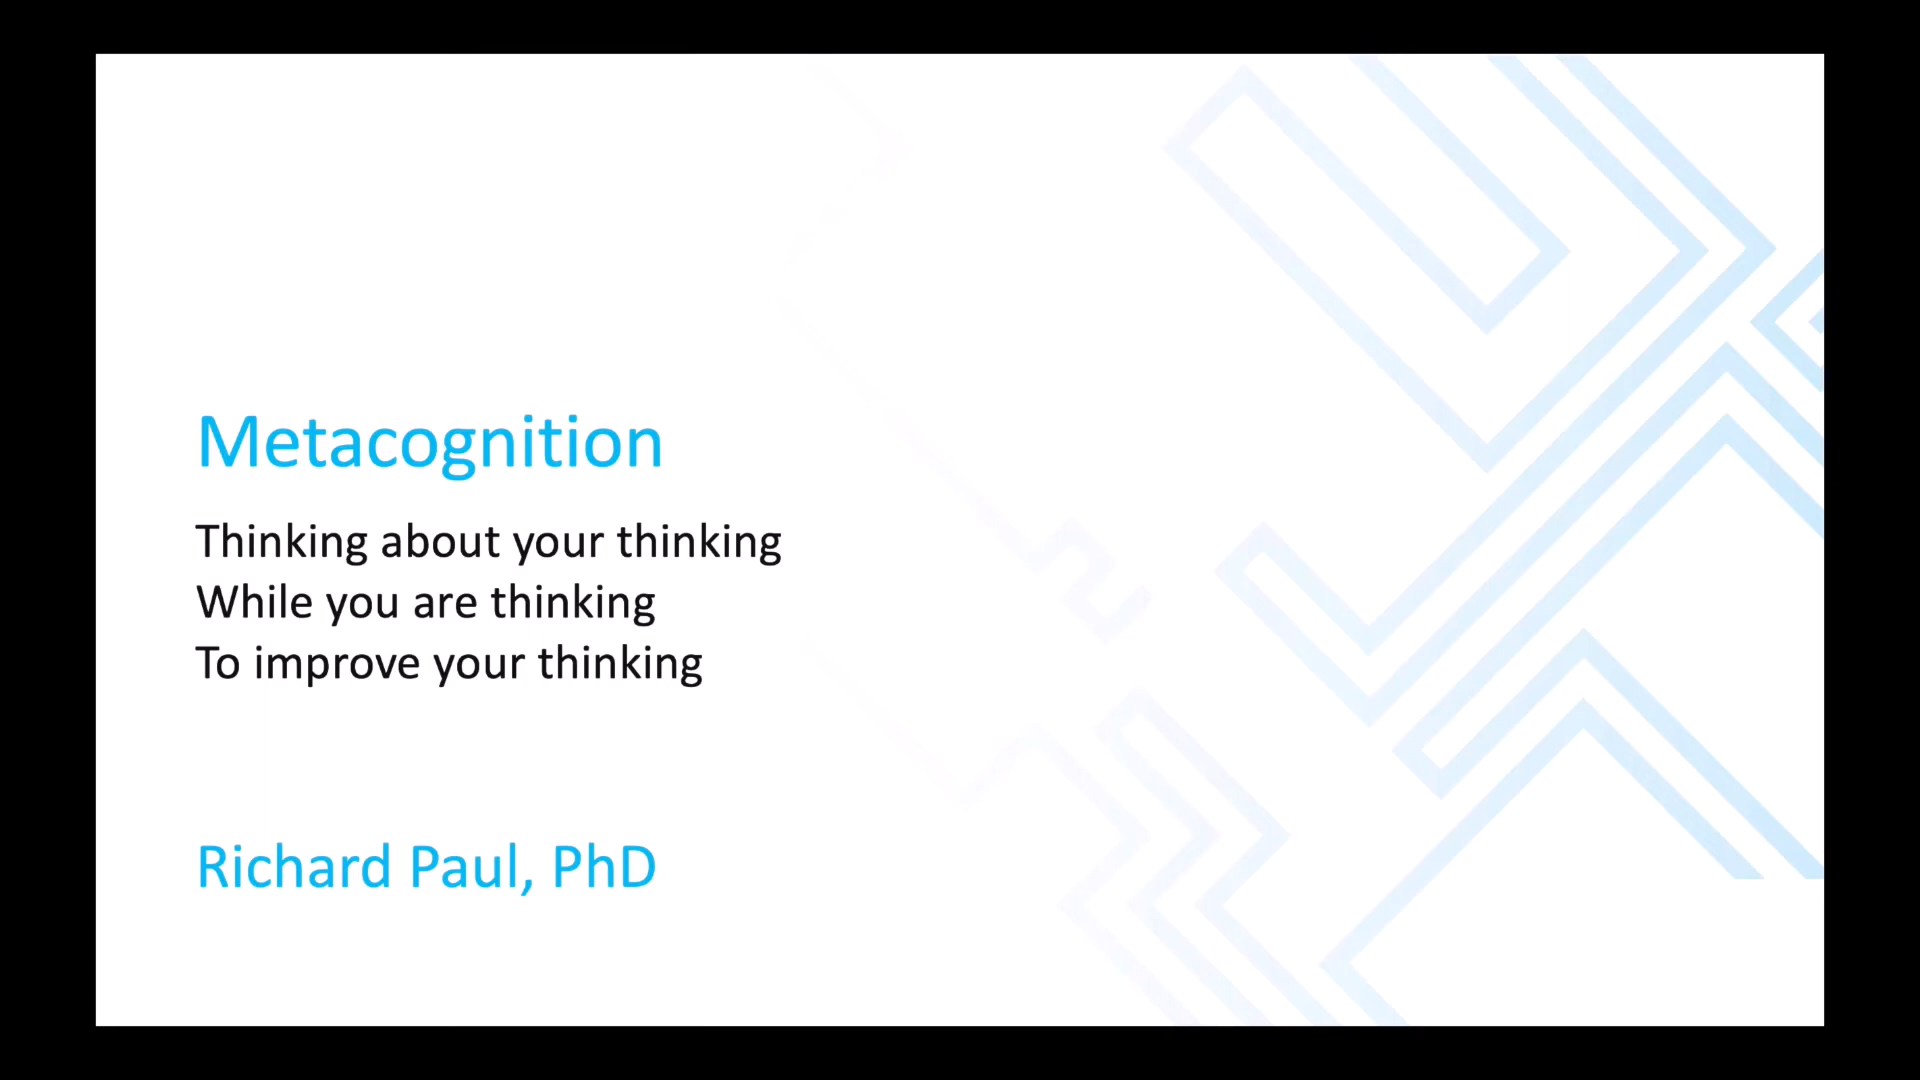 Metacognition
Thinking about your thinking
While you are thinking
To improve your thinking
Richard Paul, PhD